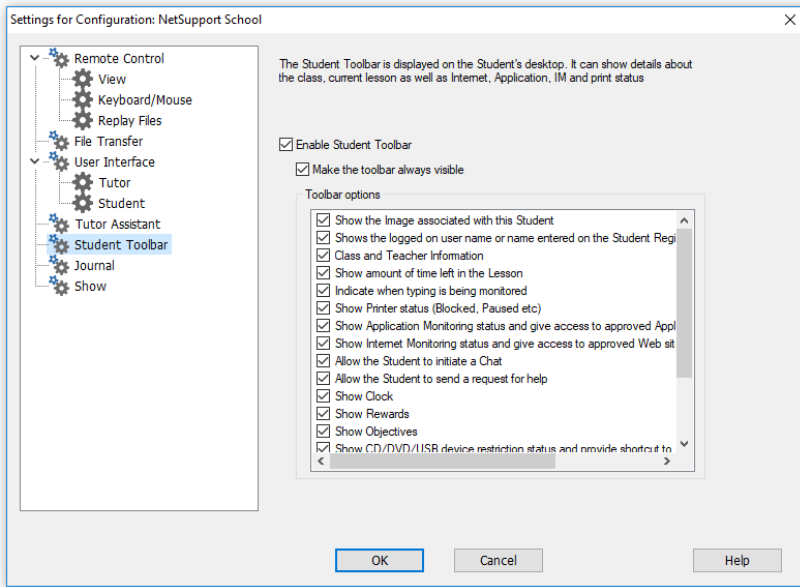 Settings for Configuration: NetSupport School
Remote Control
View
Keyboard/Mouse
Replay Files
File Transfer
User Interface
Tutor
Student
Tutor Assistant
Student Toolbar
Journal
Show
The Student Toolbar is displayed on the Student's desktop. It can show details about
the class, current lesson as well as Internet, Application, IM and print status
Enable Student Toolbar
Make the toolbar always visible
Toolbar options
Show the Image associated with this Student
Shows the logged on user name or name entered on the Student Regi
Class and Teacher Information
Show amount of time left in the Lesson
Indicate when typing is being monitored
Show Printer status (Blocked, Paused etc)
Show Application Monitoring status and give access to approved Appl
Show Internet Monitoring status and give access to approved Web sit
Allow the Student to initiate a Chat
Allow the Student to send a request for help
Show Clock
Show Rewards
Show Objectives
Show CD/DVD/USB device restriction status and provide shortcut to
OK
Cancel
Help